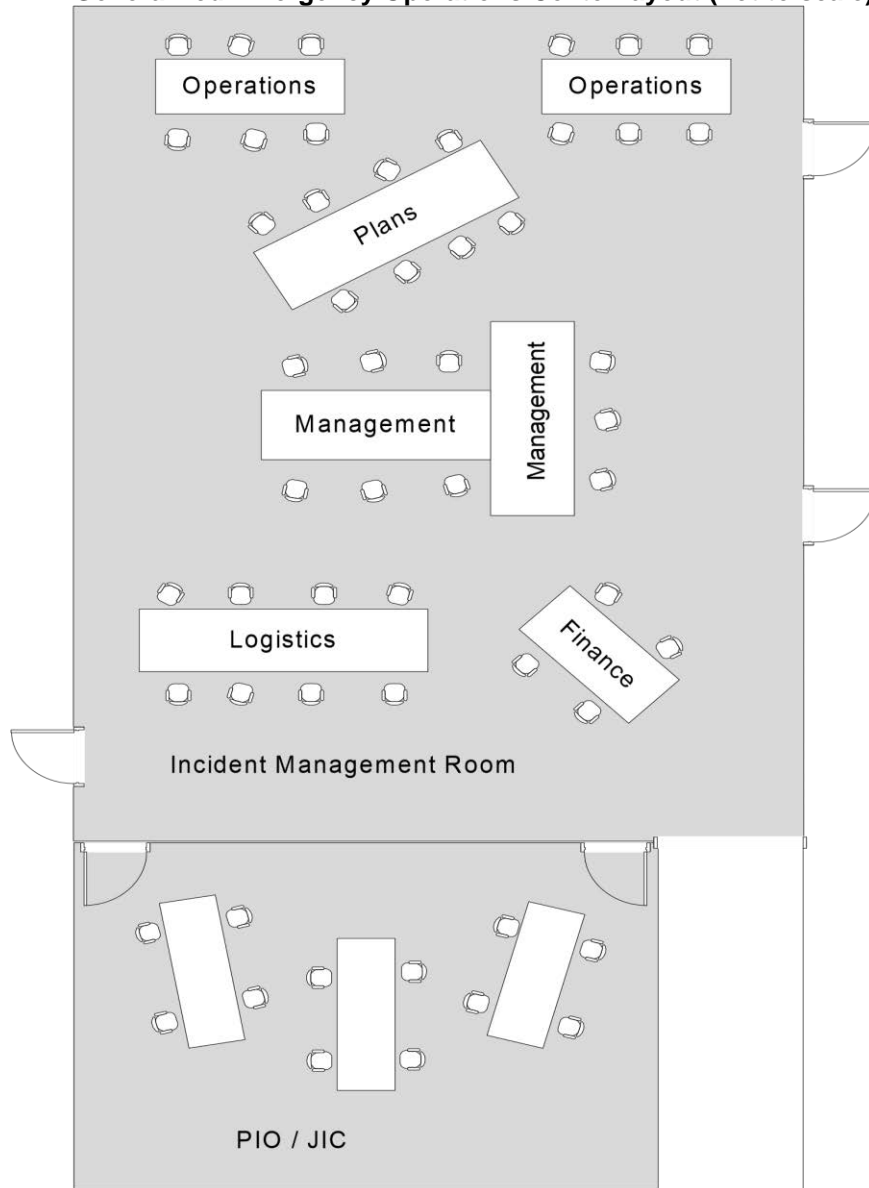 Generalized Emergency Operations Center Layout (not to scale)
Operations
Operations
Plans
Management
Management
Logistics
Finance
Incident Management Room
PIO / JIC